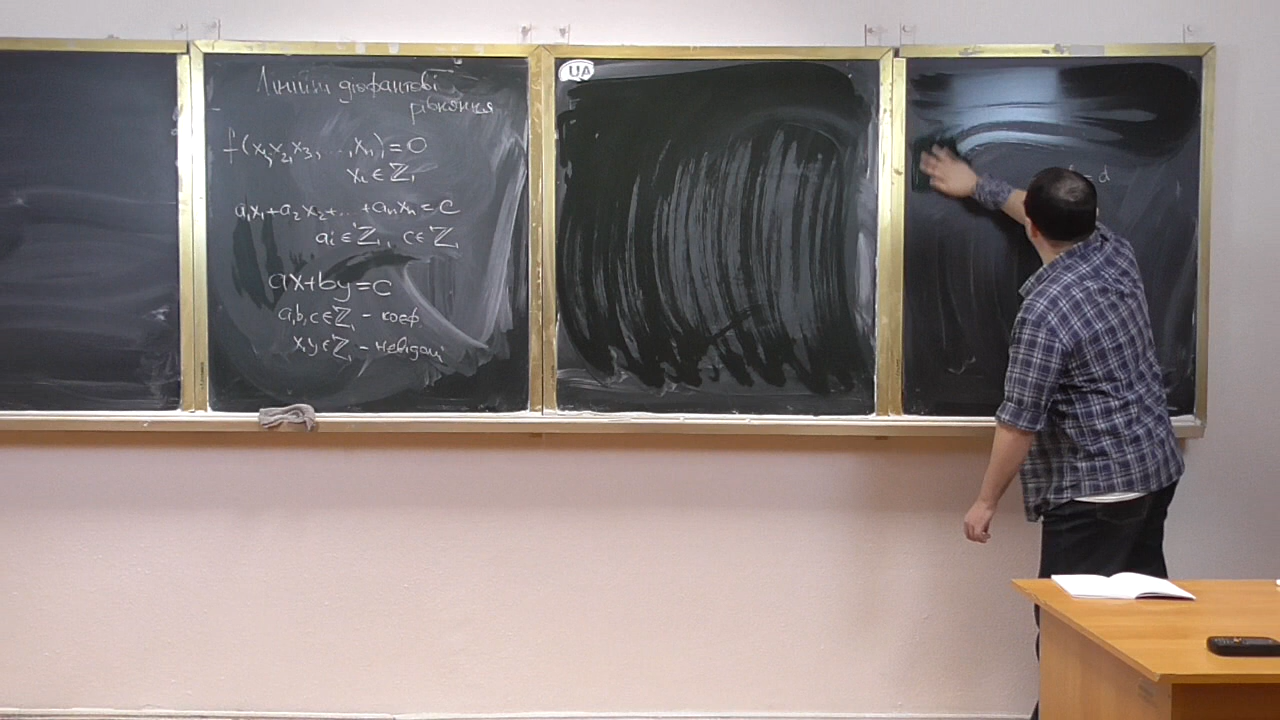 Лінійні діофантові
рівняння
f(x₁,x₂,x₃,...,xₙ)=0
xᵢ∈ℤ
a₁x₁+a₂x₂+...+aₙxₙ=c
aᵢ∈ℤ, c∈ℤ
ax+by=c
a,b,c∈ℤ - коеф.
x,y∈ℤ - невідомі
UA
d